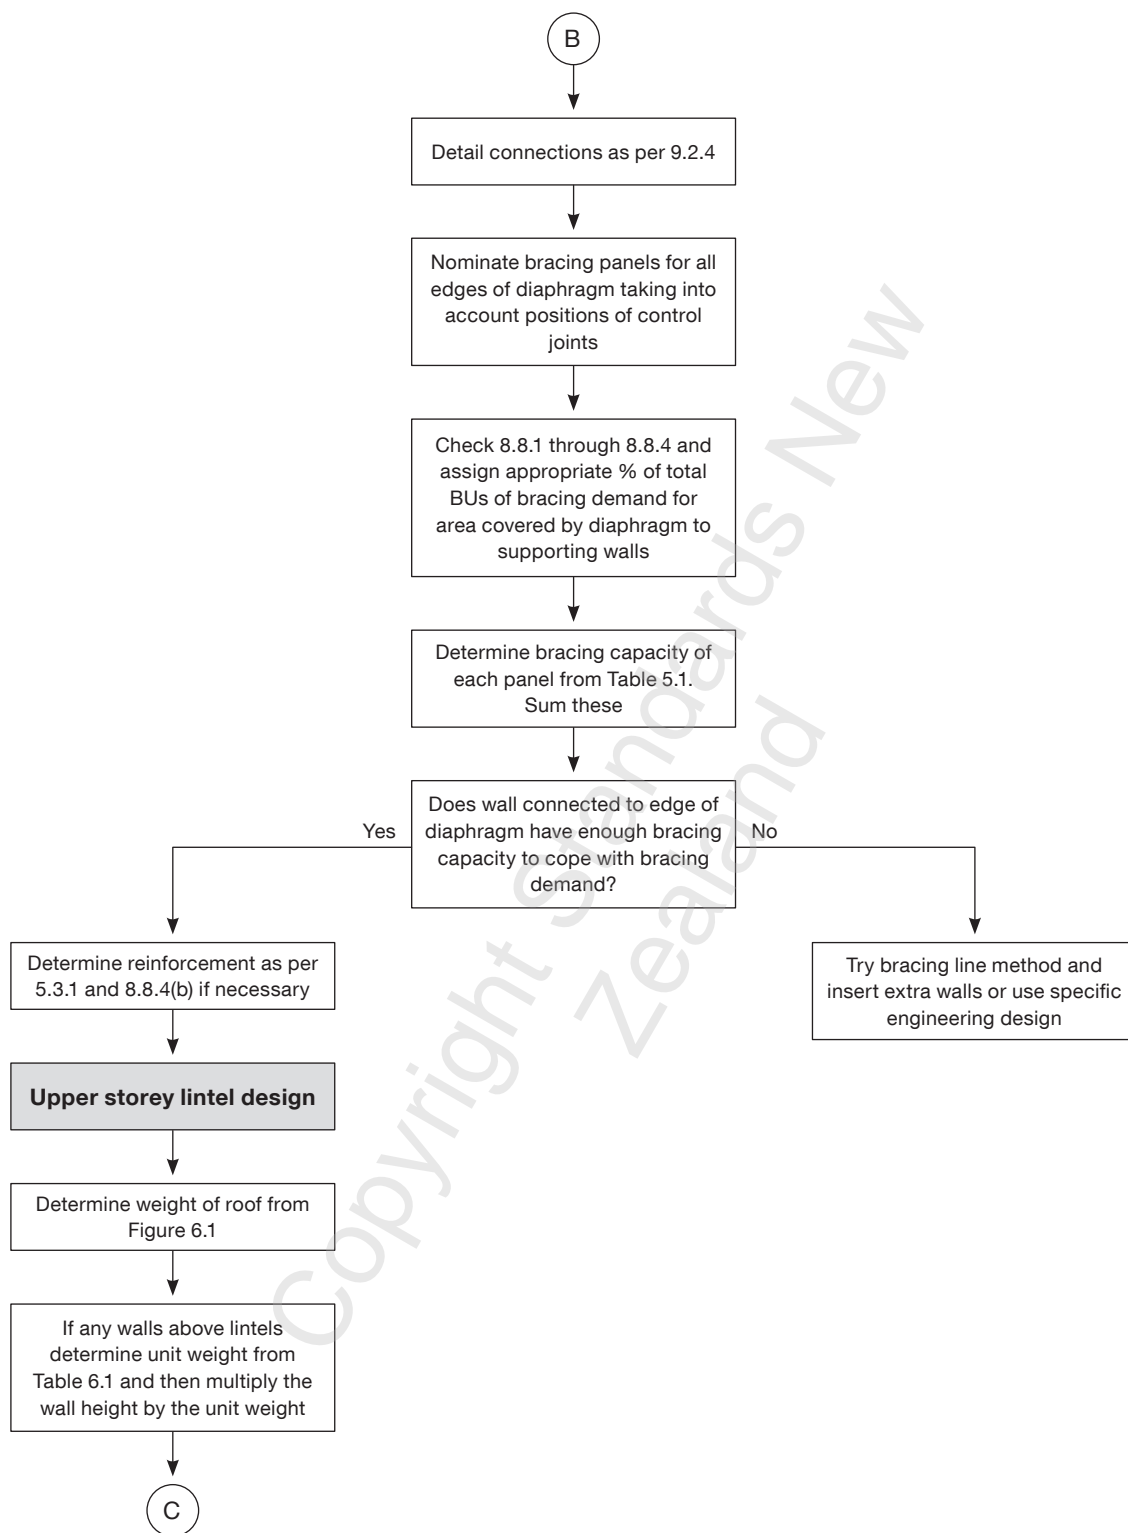 B
Detail connections as per 9.2.4
Nominate bracing panels for all
edges of diaphragm taking into
account positions of control
joints
Check 8.8.1 through 8.8.4 and
assign appropriate % of total
BUs of bracing demand for
area covered by diaphragm to
supporting walls
Determine bracing capacity of
each panel from Table 5.1.
Sum these
Does wall connected to edge of
diaphragm have enough bracing
capacity to cope with bracing
demand?
Yes
No
Determine reinforcement as per
5.3.1 and 8.8.4(b) if necessary
Try bracing line method and
insert extra walls or use specific
engineering design
Upper storey lintel design
Determine weight of roof from
Figure 6.1
If any walls above lintels
determine unit weight from
Table 6.1 and then multiply the
wall height by the unit weight
C
Copyright Standards New
Zealand